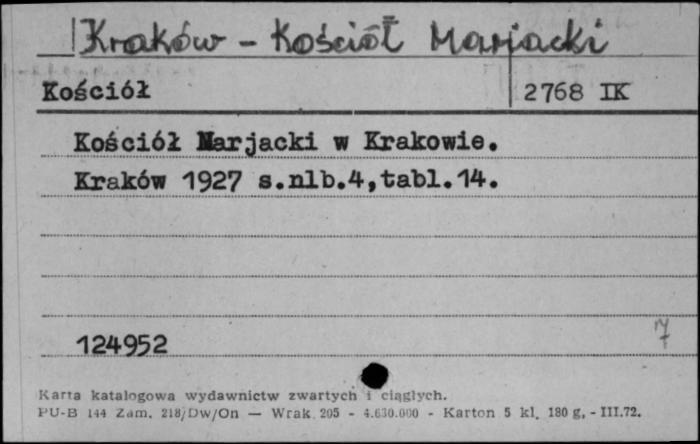 Kraków - Kościół Marjacki
Kościół 2768 IK
Kościół Marjacki w Krakowie.
Kraków 1927 s.nlb.4,tabl.14.
124952 7
Karta katalogowa wydawnictw zwartych i ciągłych.
PU-B 144 Zam. 218/Dw/On — Wrak 205 - 4.630.000 - Karton 5 kl. 180 g, - III.72.